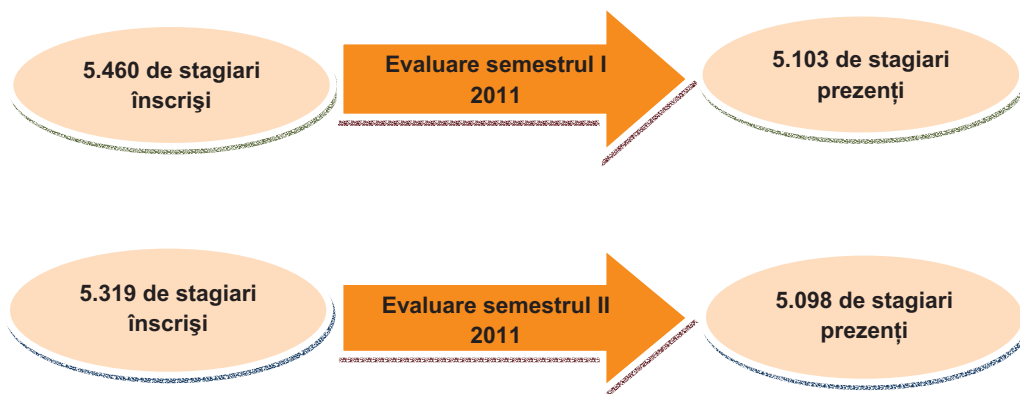 5.460 de stagiari
înscrişi
Evaluare semestrul I
2011
5.103 de stagiari
prezenți
5.319 de stagiari
înscrişi
Evaluare semestrul II
2011
5.098 de stagiari
prezenți